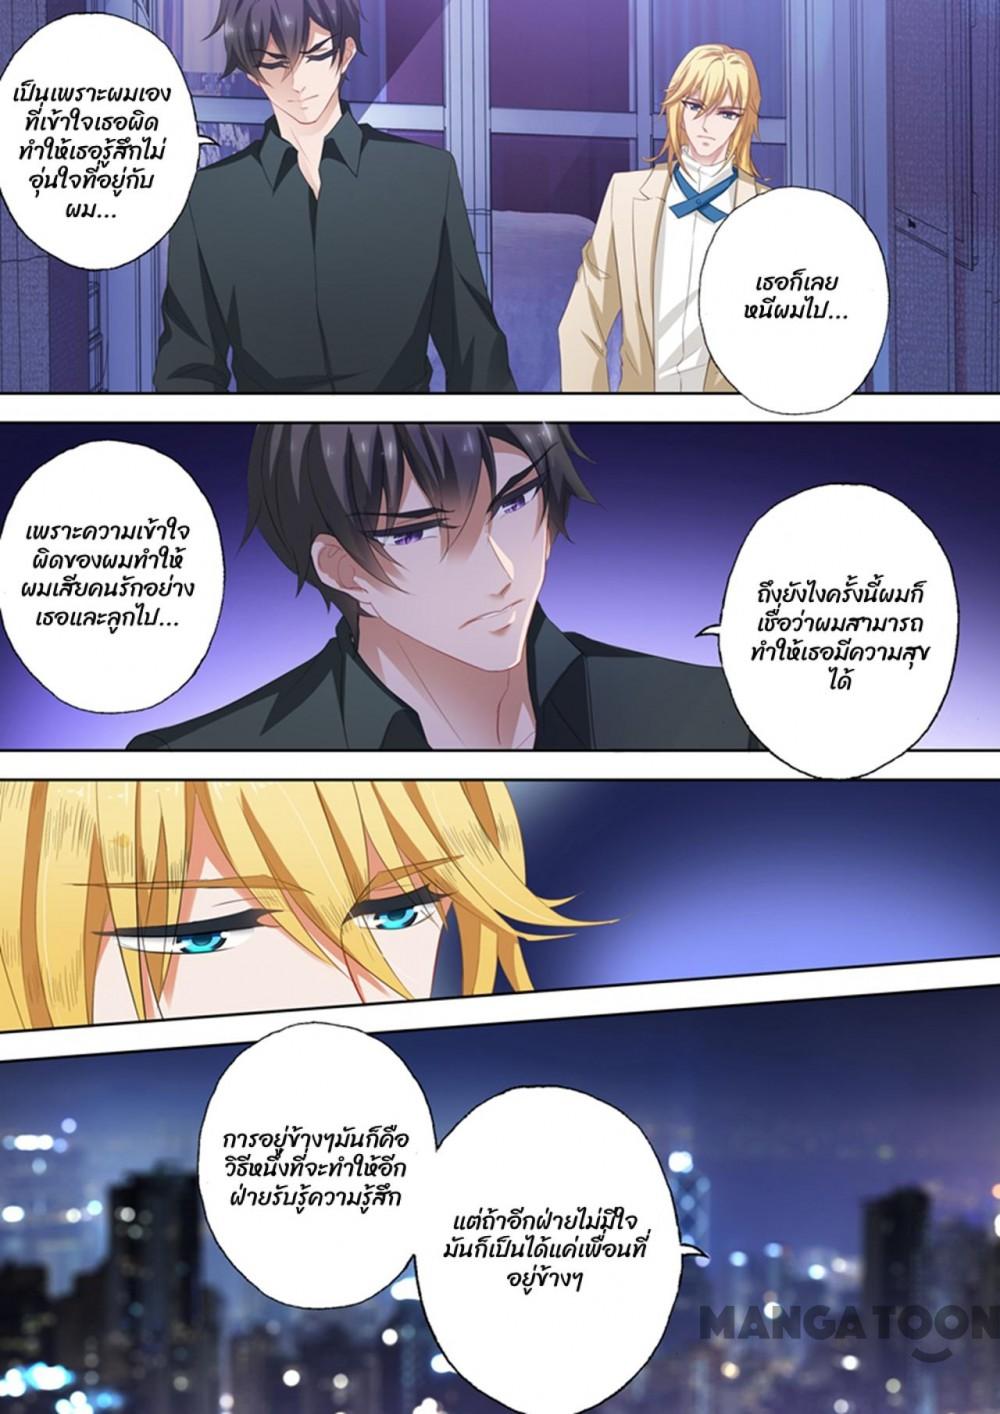 เป็นเพราะผมเอง
ที่เข้าใจเธอผิด
ทำให้เธอรู้สึกไม่
อุ่นใจที่อยู่กับ
ผม...
เธอก็เลย
หนีผมไป...
เพราะความเข้าใจ
ผิดของผมทำให้
ผมเสียคนรักอย่าง
เธอและลูกไป...
ถึงยังไงครั้งนี้ผมก็
เชื่อว่าผมสามารถ
ทำให้เธอมีความสุข
ได้
การอยู่ข้างๆมันก็คือ
วิธีหนึ่งที่จะทำให้อีก
ฝ่ายรับรู้ความรู้สึก
แต่ถ้าอีกฝ่ายไม่มีใจ
มันก็เป็นได้แค่เพื่อนที่
อยู่ข้างๆ
MANGA TOON